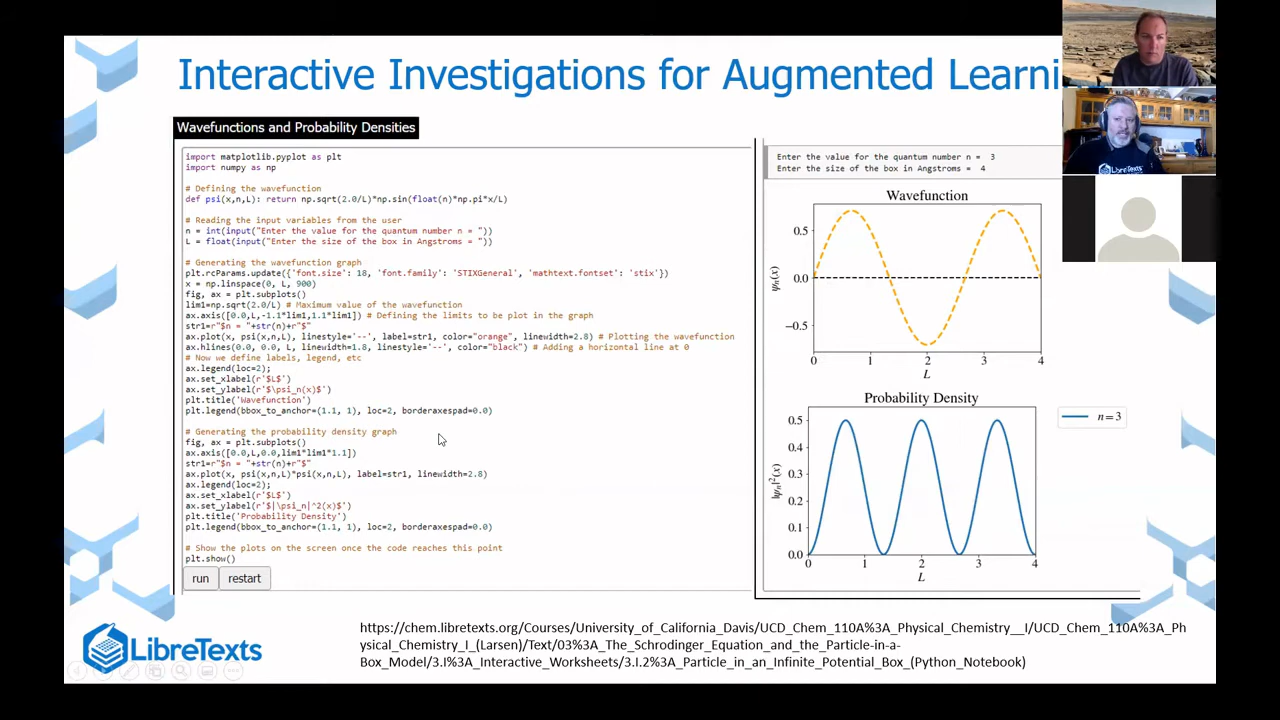 Interactive Investigations for Augmented Learni
Wavefunctions and Probability Densities
import matplotlib.pyplot as plt
import numpy as np
# Defining the wavefunction
def psi(x,n,L): return np.sqrt(2.0/L)*np.sin(float(n)*np.pi*x/L)
# Reading the input variables from the user
n = int(input("Enter the value for the quantum number n = "))
L = float(input("Enter the size of the box in Angstroms = "))
# Generating the wavefunction graph
plt.rcParams.update({'font.size': 18, 'font.family': 'STIXGeneral', 'mathtext.fontset': 'stix'})
x = np.linspace(0, L, 900)
fig, ax = plt.subplots()
lim1=np.sqrt(2.0/L) # Maximum value of the wavefunction
ax.axis([0.0,L,-1.1*lim1,1.1*lim1]) # Defining the limits to be plot in the graph
str1=r"$n = "+str(n)+r"$"
ax.plot(x, psi(x,n,L), linestyle='--', label=str1, color="orange", linewidth=2.8) # Plotting the wavefunction
ax.hlines(0.0, 0.0, L, linewidth=1.8, linestyle='--', color="black") # Adding a horizontal line at 0
# Now we define labels, legend, etc
ax.legend(loc=2);
ax.set_xlabel(r'$L$')
ax.set_ylabel(r'$\psi_n(x)$')
plt.title('Wavefunction')
plt.legend(bbox_to_anchor=(1.1, 1), loc=2, borderaxespad=0.0)
# Generating the probability density graph
fig, ax = plt.subplots()
ax.axis([0.0,L,0.0,lim1*lim1*1.1])
str1=r"$n = "+str(n)+r"$"
ax.plot(x, psi(x,n,L)*psi(x,n,L), label=str1, linewidth=2.8)
ax.legend(loc=2);
ax.set_xlabel(r'$L$')
ax.set_ylabel(r'$|\psi_n|^2(x)$')
plt.title('Probability Density')
plt.legend(bbox_to_anchor=(1.1, 1), loc=2, borderaxespad=0.0)
# Show the plots on the screen once the code reaches this point
plt.show()
run restart
Enter the value for the quantum number n = 3
Enter the size of the box in Angstroms = 4
Wavefunction
0.5
0.0
−0.5
ψn(x)
0 1 2 3 4
L
Probability Density
0.5
0.4
0.3
0.2
0.1
0.0
|ψn|²(x)
0 1 2 3 4
L
n = 3
LibreTexts
https://chem.libretexts.org/Courses/University_of_California_Davis/UCD_Chem_110A%3A_Physical_Chemistry__I/UCD_Chem_110A%3A_Ph
ysical_Chemistry_I_(Larsen)/Text/03%3A_The_Schrodinger_Equation_and_the_Particle-in-a-
Box_Model/3.I%3A_Interactive_Worksheets/3.I.2%3A_Particle_in_an_Infinite_Potential_Box_(Python_Notebook)
LibreTexts